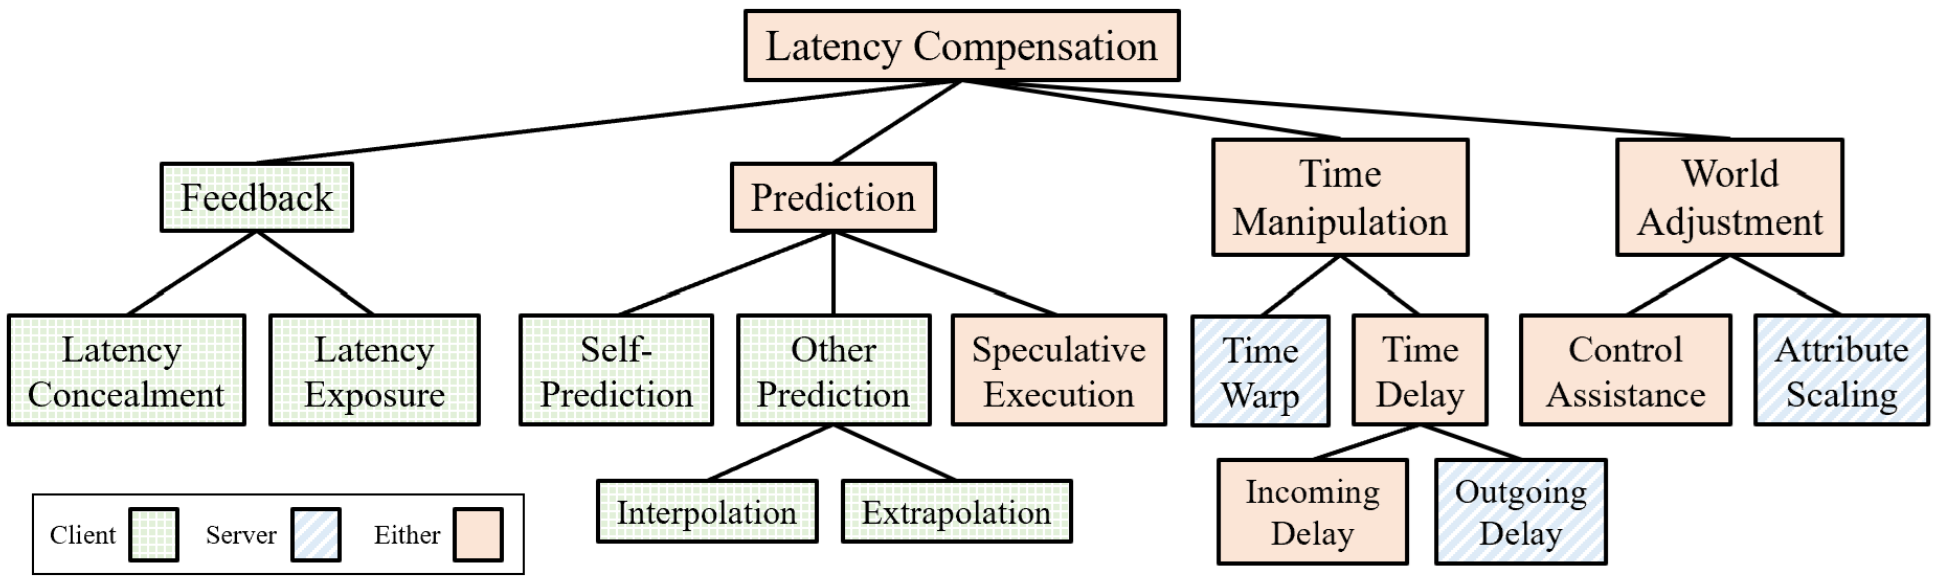 Latency Compensation
Feedback
Prediction
Time
Manipulation
World
Adjustment
Latency
Concealment
Latency
Exposure
Self-
Prediction
Other
Prediction
Speculative
Execution
Time
Warp
Time
Delay
Control
Assistance
Attribute
Scaling
Interpolation
Extrapolation
Incoming
Delay
Outgoing
Delay
Client
Server
Either